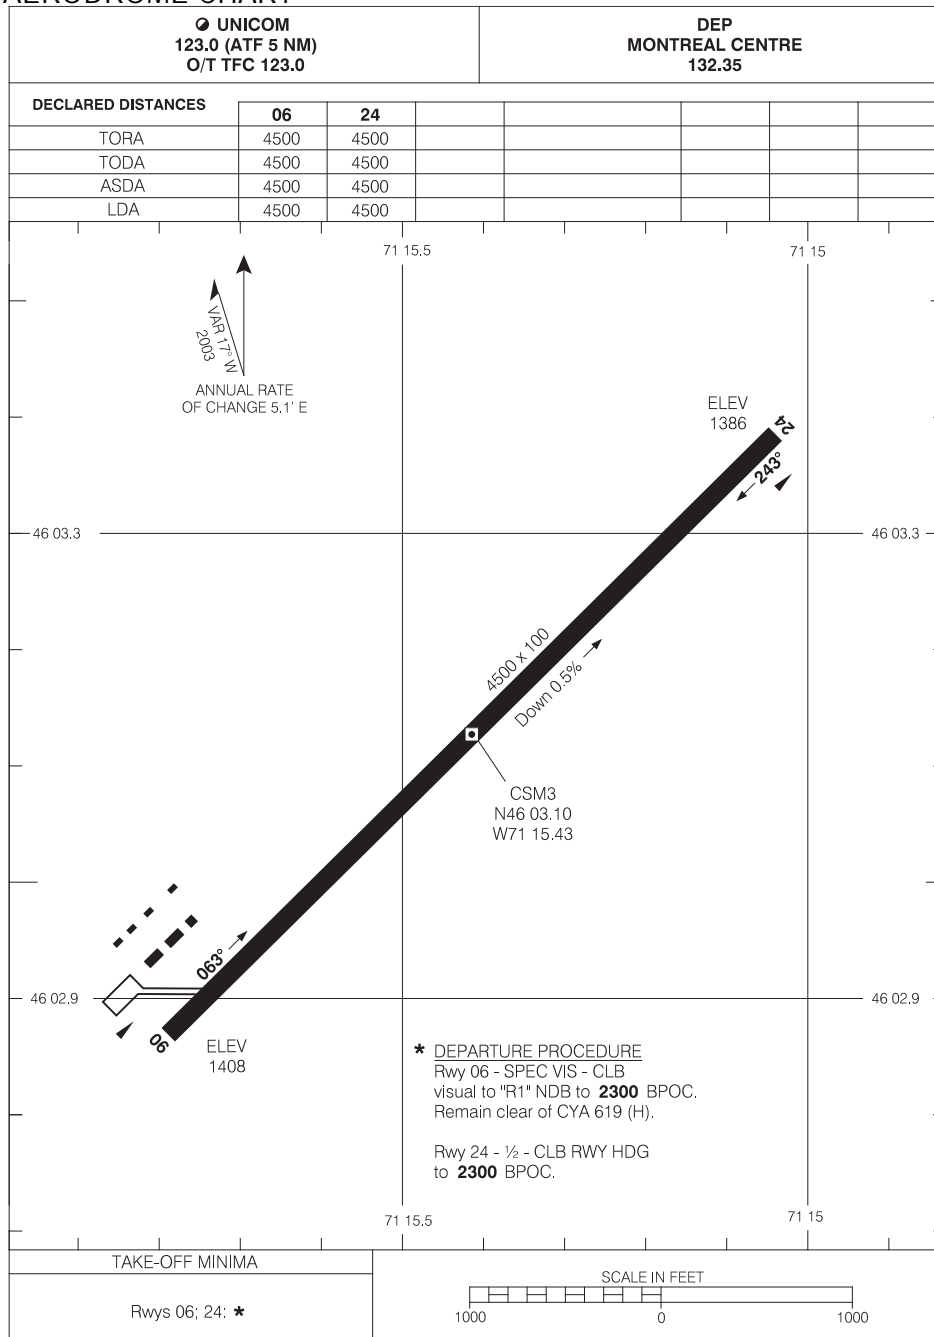 AERODROME CHART
UNICOM
123.0 (ATF 5 NM)
O/T TFC 123.0
DEP
MONTREAL CENTRE
132.35
DECLARED DISTANCES 06 24
TORA 4500 4500
TODA 4500 4500
ASDA 4500 4500
LDA 4500 4500
71 15.5 71 15
VAR 17° W
2003
ANNUAL RATE
OF CHANGE 5.1' E
ELEV
1386
24
243°
46 03.3 46 03.3
4500 x 100
Down 0.5%
CSM3
N46 03.10
W71 15.43
063°
46 02.9 46 02.9
06
ELEV
1408
* DEPARTURE PROCEDURE
Rwy 06 - SPEC VIS - CLB
visual to "R1" NDB to 2300 BPOC.
Remain clear of CYA 619 (H).
Rwy 24 - ½ - CLB RWY HDG
to 2300 BPOC.
71 15.5 71 15
TAKE-OFF MINIMA
Rwys 06; 24: *
SCALE IN FEET
1000 0 1000